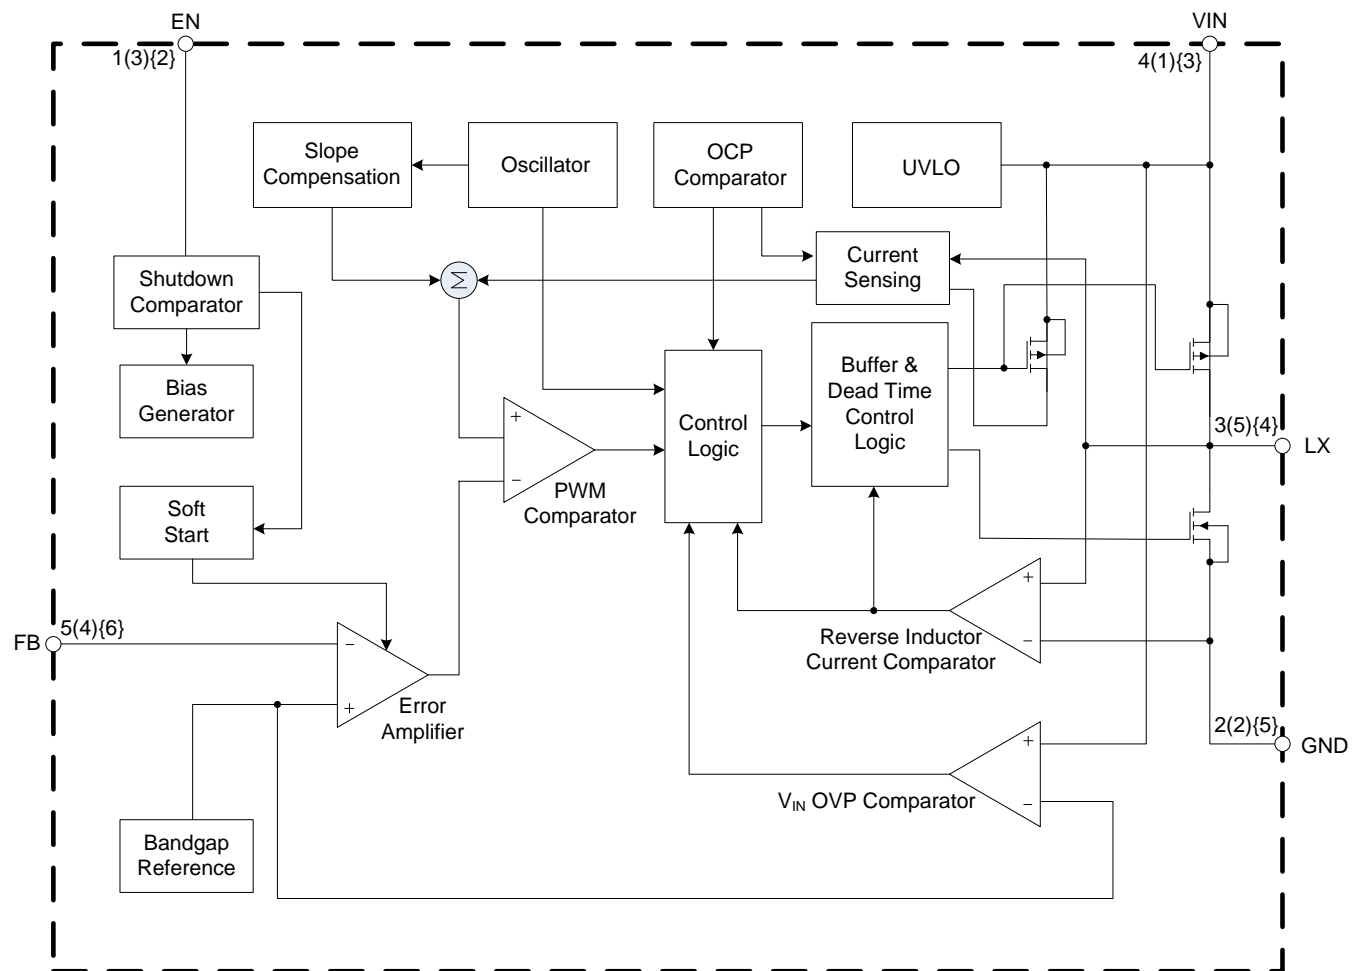 EN
VIN
1(3){2}
4(1){3}
Slope
Compensation
Oscillator
OCP
Comparator
UVLO
Shutdown
Comparator
Σ
Current
Sensing
Bias
Generator
+
−
PWM
Comparator
Control
Logic
Buffer &
Dead Time
Control
Logic
3(5){4}
LX
Soft
Start
+
−
Reverse Inductor
Current Comparator
FB
5(4){6}
−
+
Error
Amplifier
2(2){5}
GND
+
−
VIN OVP Comparator
Bandgap
Reference